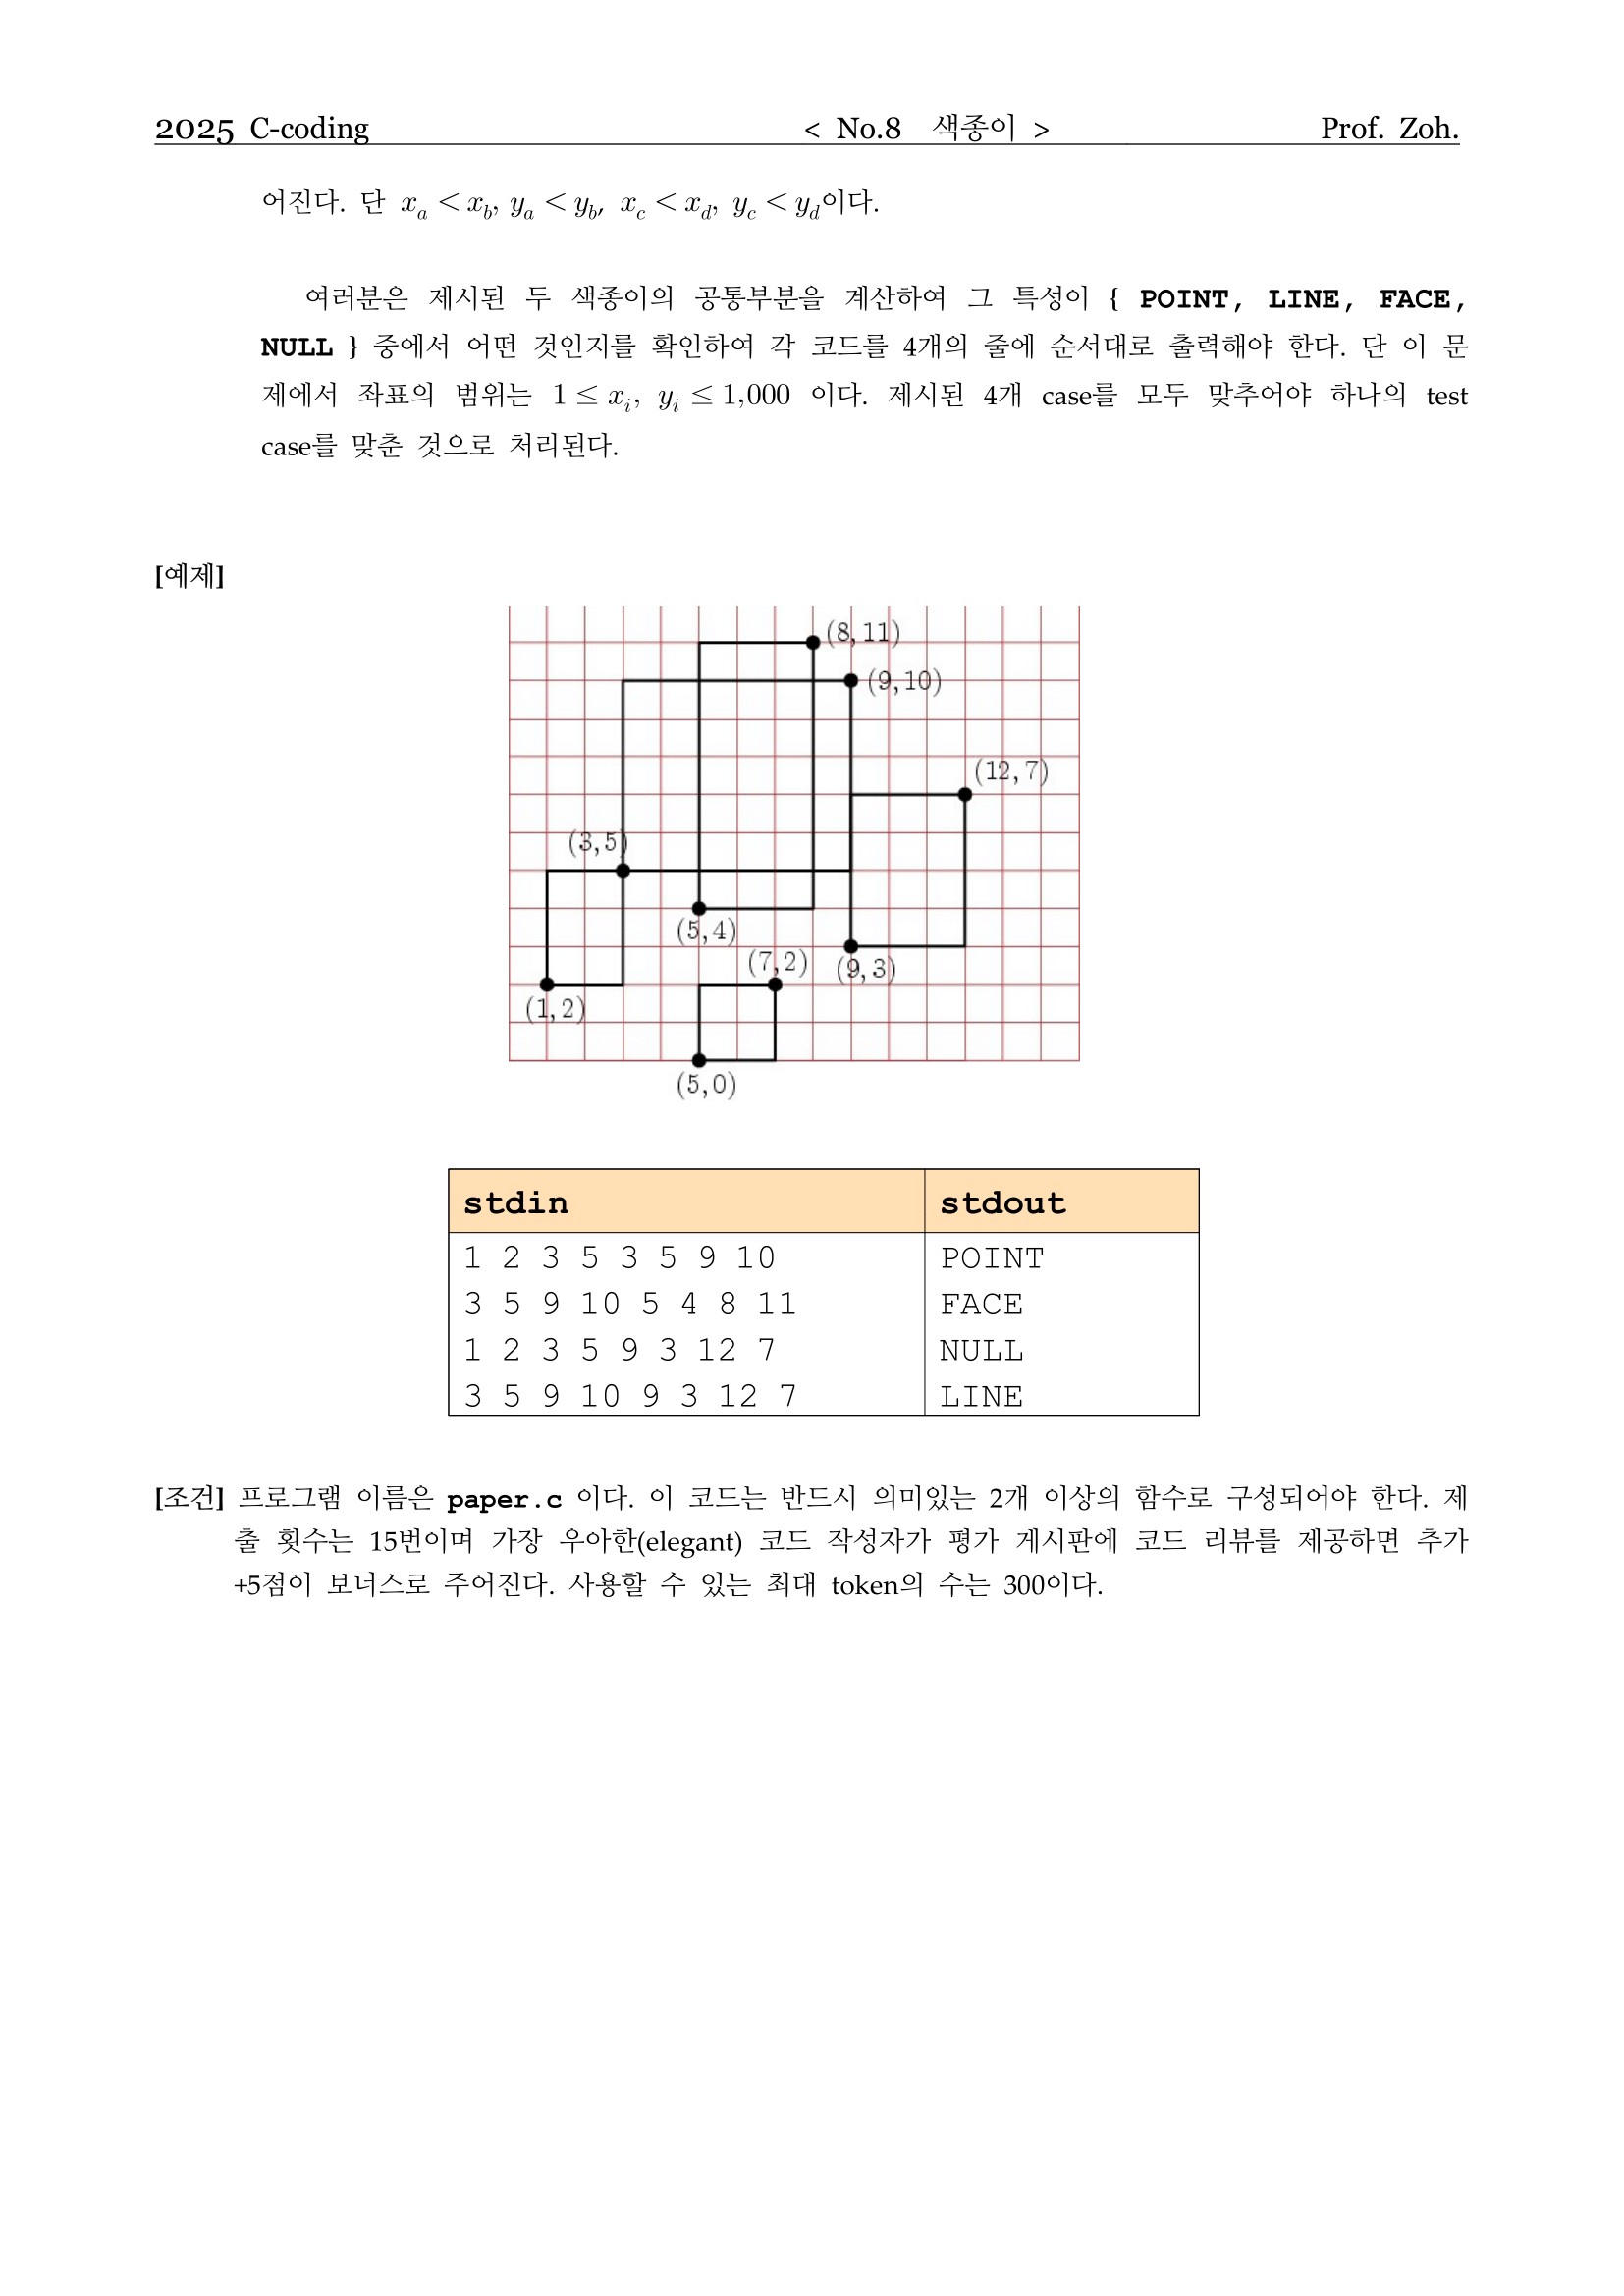 2025 C-coding < No.8 색종이 > Prof. Zoh.
어진다. 단 x_a < x_b, y_a < y_b, x_c < x_d, y_c < y_d이다.
여러분은 제시된 두 색종이의 공통부분을 계산하여 그 특성이 { POINT, LINE, FACE,
NULL } 중에서 어떤 것인지를 확인하여 각 코드를 4개의 줄에 순서대로 출력해야 한다. 단 이 문
제에서 좌표의 범위는 1 ≤ x_i, y_i ≤ 1,000 이다. 제시된 4개 case를 모두 맞추어야 하나의 test
case를 맞춘 것으로 처리된다.
[예제]
(8,11)
(9,10)
(12,7)
(3,5)
(5,4)
(7,2)
(9,3)
(1,2)
(5,0)
stdin stdout
1 2 3 5 3 5 9 10 POINT
3 5 9 10 5 4 8 11 FACE
1 2 3 5 9 3 12 7 NULL
3 5 9 10 9 3 12 7 LINE
[조건] 프로그램 이름은 paper.c 이다. 이 코드는 반드시 의미있는 2개 이상의 함수로 구성되어야 한다. 제
출 횟수는 15번이며 가장 우아한(elegant) 코드 작성자가 평가 게시판에 코드 리뷰를 제공하면 추가
+5점이 보너스로 주어진다. 사용할 수 있는 최대 token의 수는 300이다.